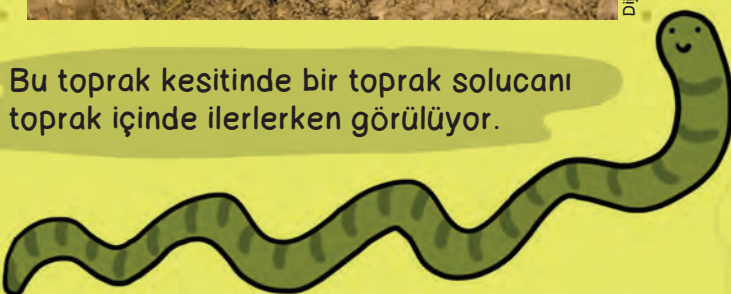 Bu toprak kesitinde bir toprak solucanı
toprak içinde ilerlerken görülüyor.